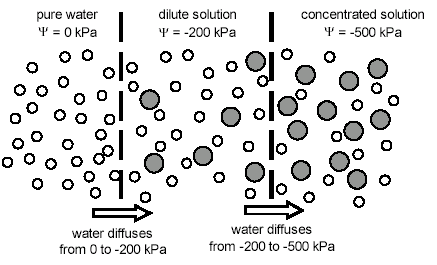 pure water
Ψ = 0 kPa
dilute solution
Ψ = -200 kPa
concentrated solution
Ψ = -500 kPa
water diffuses
from 0 to -200 kPa
water diffuses
from -200 to -500 kPa